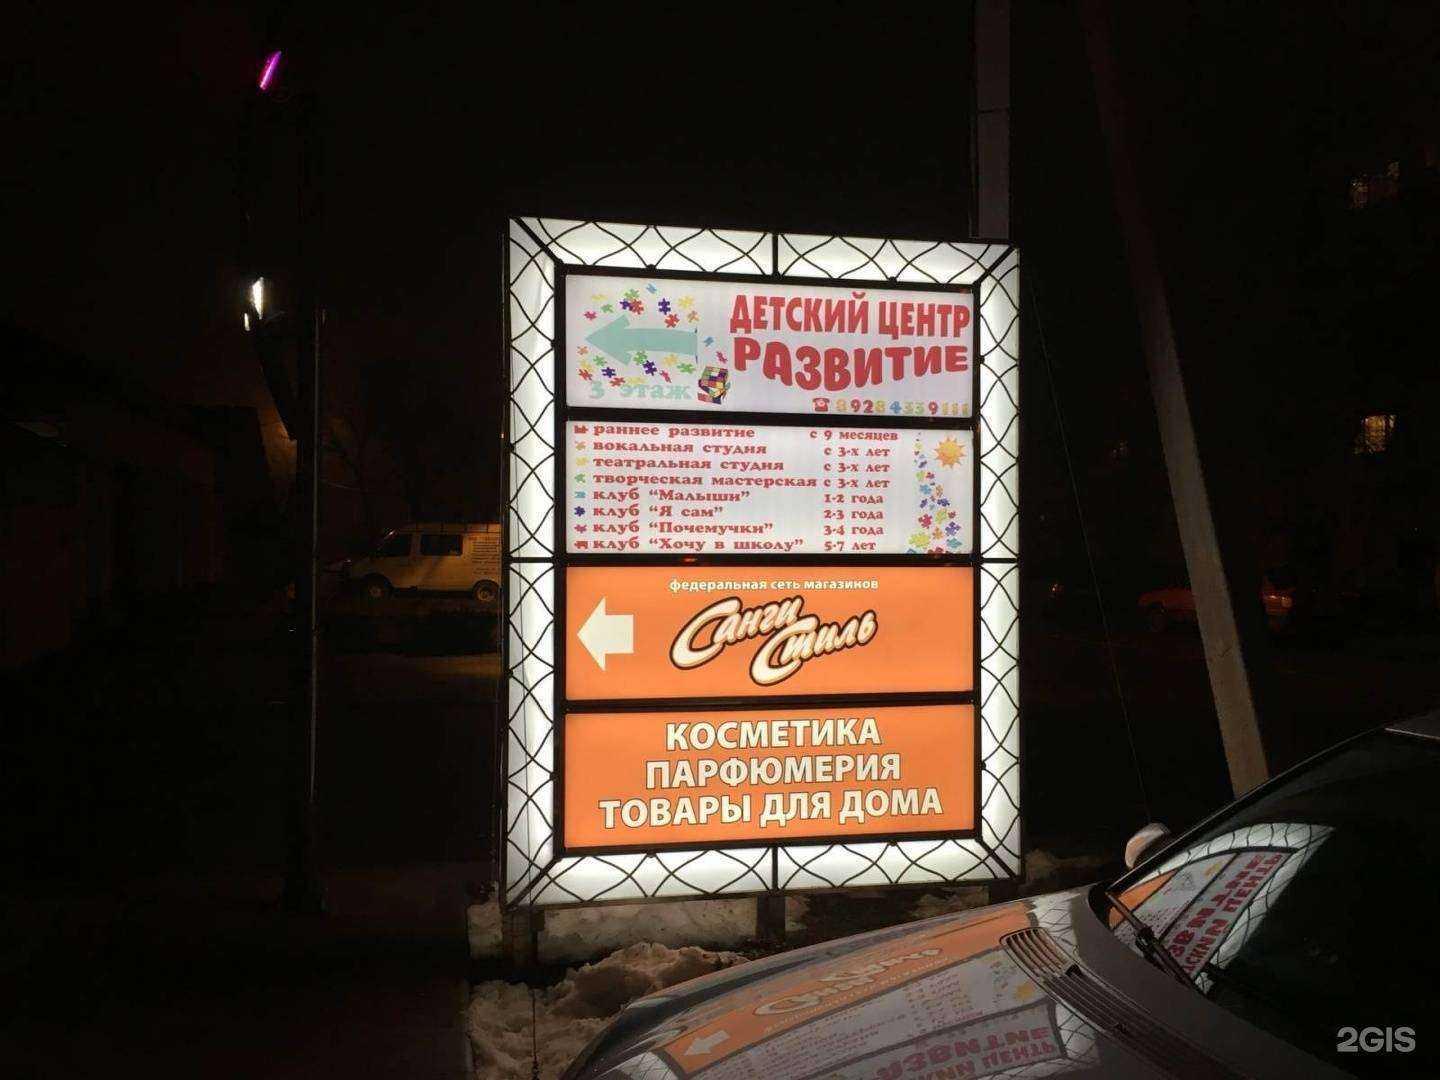 ДЕТСКИЙ ЦЕНТР
РАЗВИТИЕ
3 этаж
89284339111
раннее развитие с 9 месяцев
вокальная студия с 3-х лет
театральная студия с 3-х лет
творческая мастерская с 3-х лет
клуб "Малыши" 1-2 года
клуб "Я сам" 2-3 года
клуб "Почемучки" 3-4 года
клуб "Хочу в школу" 5-7 лет
федеральная сеть магазинов
Санги
Стиль
КОСМЕТИКА
ПАРФЮМЕРИЯ
ТОВАРЫ ДЛЯ ДОМА
2GIS